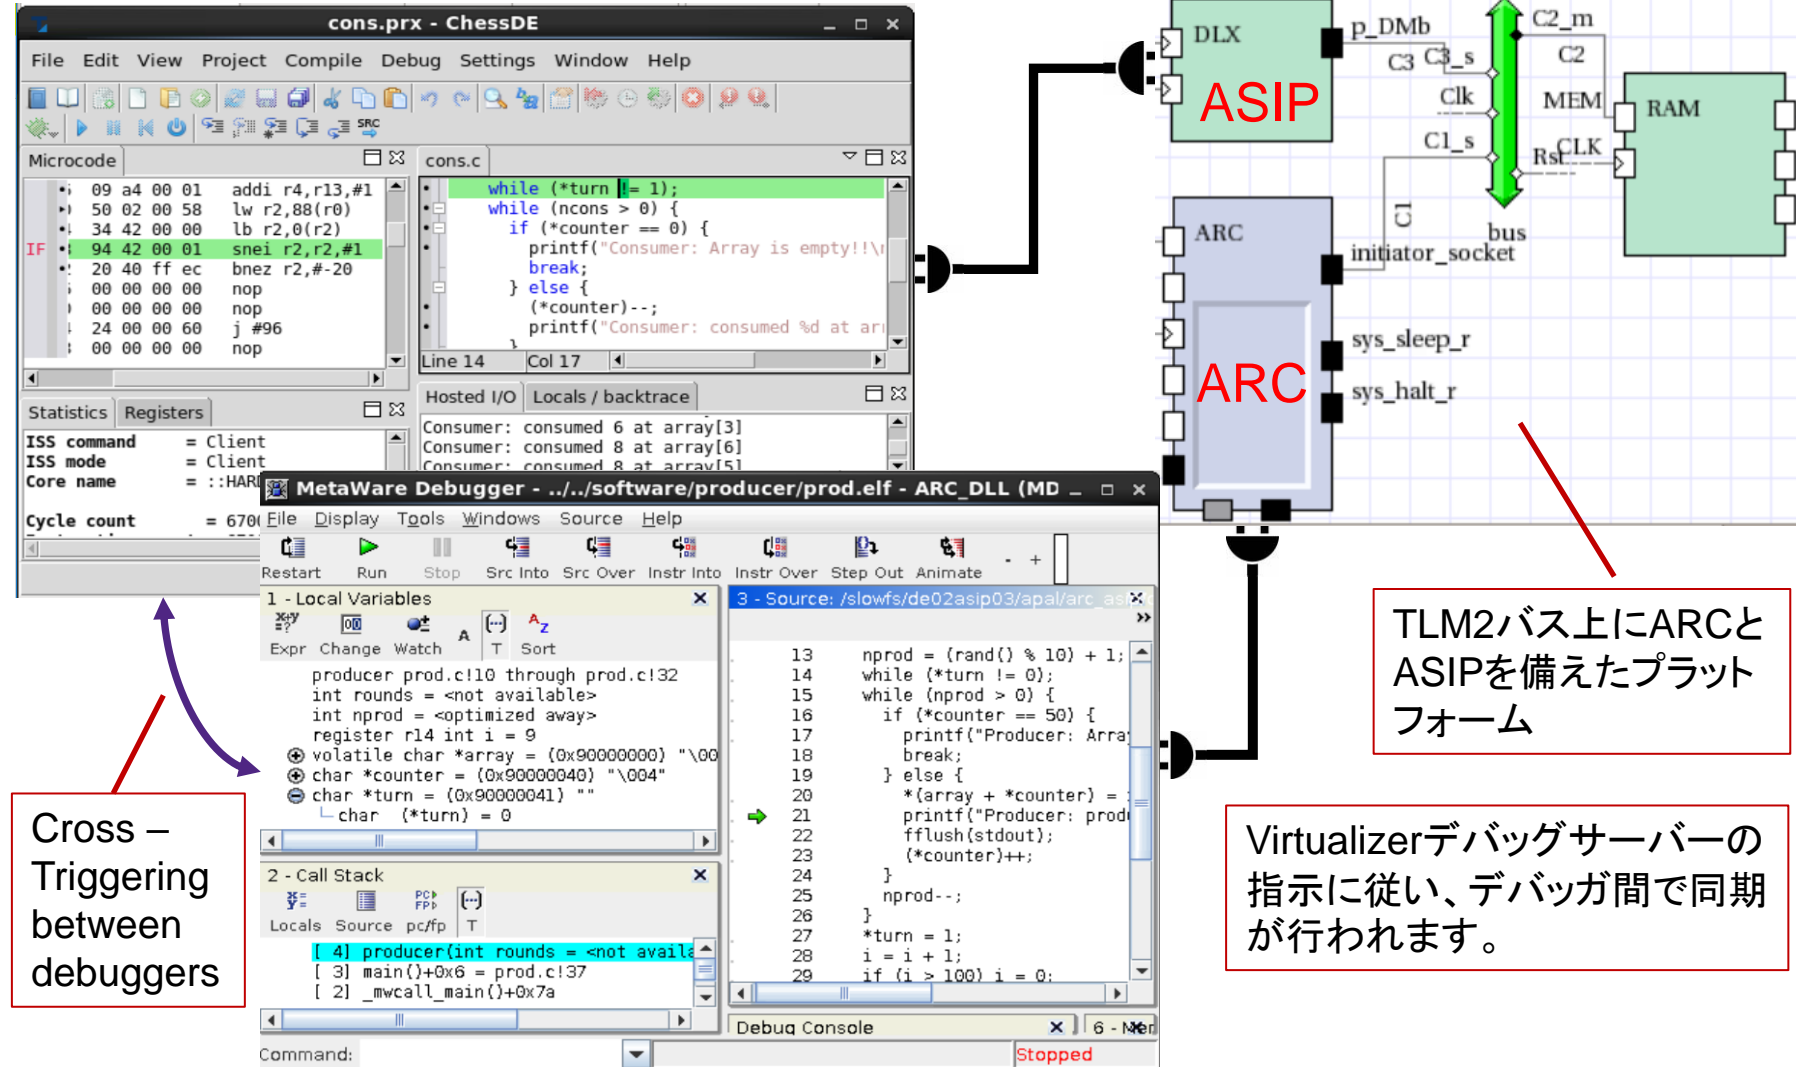 cons.prx - ChessDE
File Edit View Project Compile Debug Settings Window Help
SRC
Microcode
09 a4 00 01 addi r4,r13,#1
50 02 00 58 lw r2,88(r0)
34 42 00 00 lb r2,0(r2)
IF 94 42 00 01 snei r2,r2,#1
20 40 ff ec bnez r2,#-20
00 00 00 00 nop
00 00 00 00 nop
24 00 00 60 j #96
00 00 00 00 nop
cons.c
while (*turn != 1);
while (ncons > 0) {
if (*counter == 0) {
printf("Consumer: Array is empty!!\
break;
} else {
(*counter)--;
printf("Consumer: consumed %d at ar
}
Line 14 Col 17
Statistics Registers
ISS command = Client
ISS mode = Client
Core name = ::HAR
Cycle count = 670
Hosted I/O Locals / backtrace
Consumer: consumed 6 at array[3]
Consumer: consumed 8 at array[6]
Consumer: consumed 8 at array[5]
MetaWare Debugger - ../../software/producer/prod.elf - ARC_DLL (MD
File Display Tools Windows Source Help
Restart Run Stop Src Into Src Over Instr Into Instr Over Step Out Animate - +
1 - Local Variables
Expr Change Watch A T Sort
producer prod.c!10 through prod.c!32
int rounds = <not available>
int nprod = <optimized away>
register r14 int i = 9
volatile char *array = (0x90000000) "\00
char *counter = (0x90000040) "\004"
char *turn = (0x90000041) ""
char (*turn) = 0
2 - Call Stack
Locals Source pc/fp T
[ 4] producer(int rounds = <not availa
[ 3] main()+0x6 = prod.c!37
[ 2] _mwcall_main()+0x7a
Command:
3 - Source: /slowfs/de02asip03/apal/arc_asi
13 nprod = (rand() % 10) + 1;
14 while (*turn != 0);
15 while (nprod > 0) {
16 if (*counter == 50) {
17 printf("Producer: Arra
18 break;
19 } else {
20 *(array + *counter) =
21 printf("Producer: prod
22 fflush(stdout);
23 (*counter)++;
24 }
25 nprod--;
26 }
27 *turn = 1;
28 i = i + 1;
29 if (i > 100) i = 0;
Debug Console
6 - Mer
Stopped
DLX
ASIP
p_DMb
C3
C3_s
Clk
C1_s
C1
C2_m
C2
MEM
Rst
CLK
RAM
bus
ARC
ARC
initiator_socket
sys_sleep_r
sys_halt_r
TLM2バス上にARCと
ASIPを備えたプラット
フォーム
Virtualizerデバッグサーバーの
指示に従い、デバッガ間で同期
が行われます。
Cross –
Triggering
between
debuggers